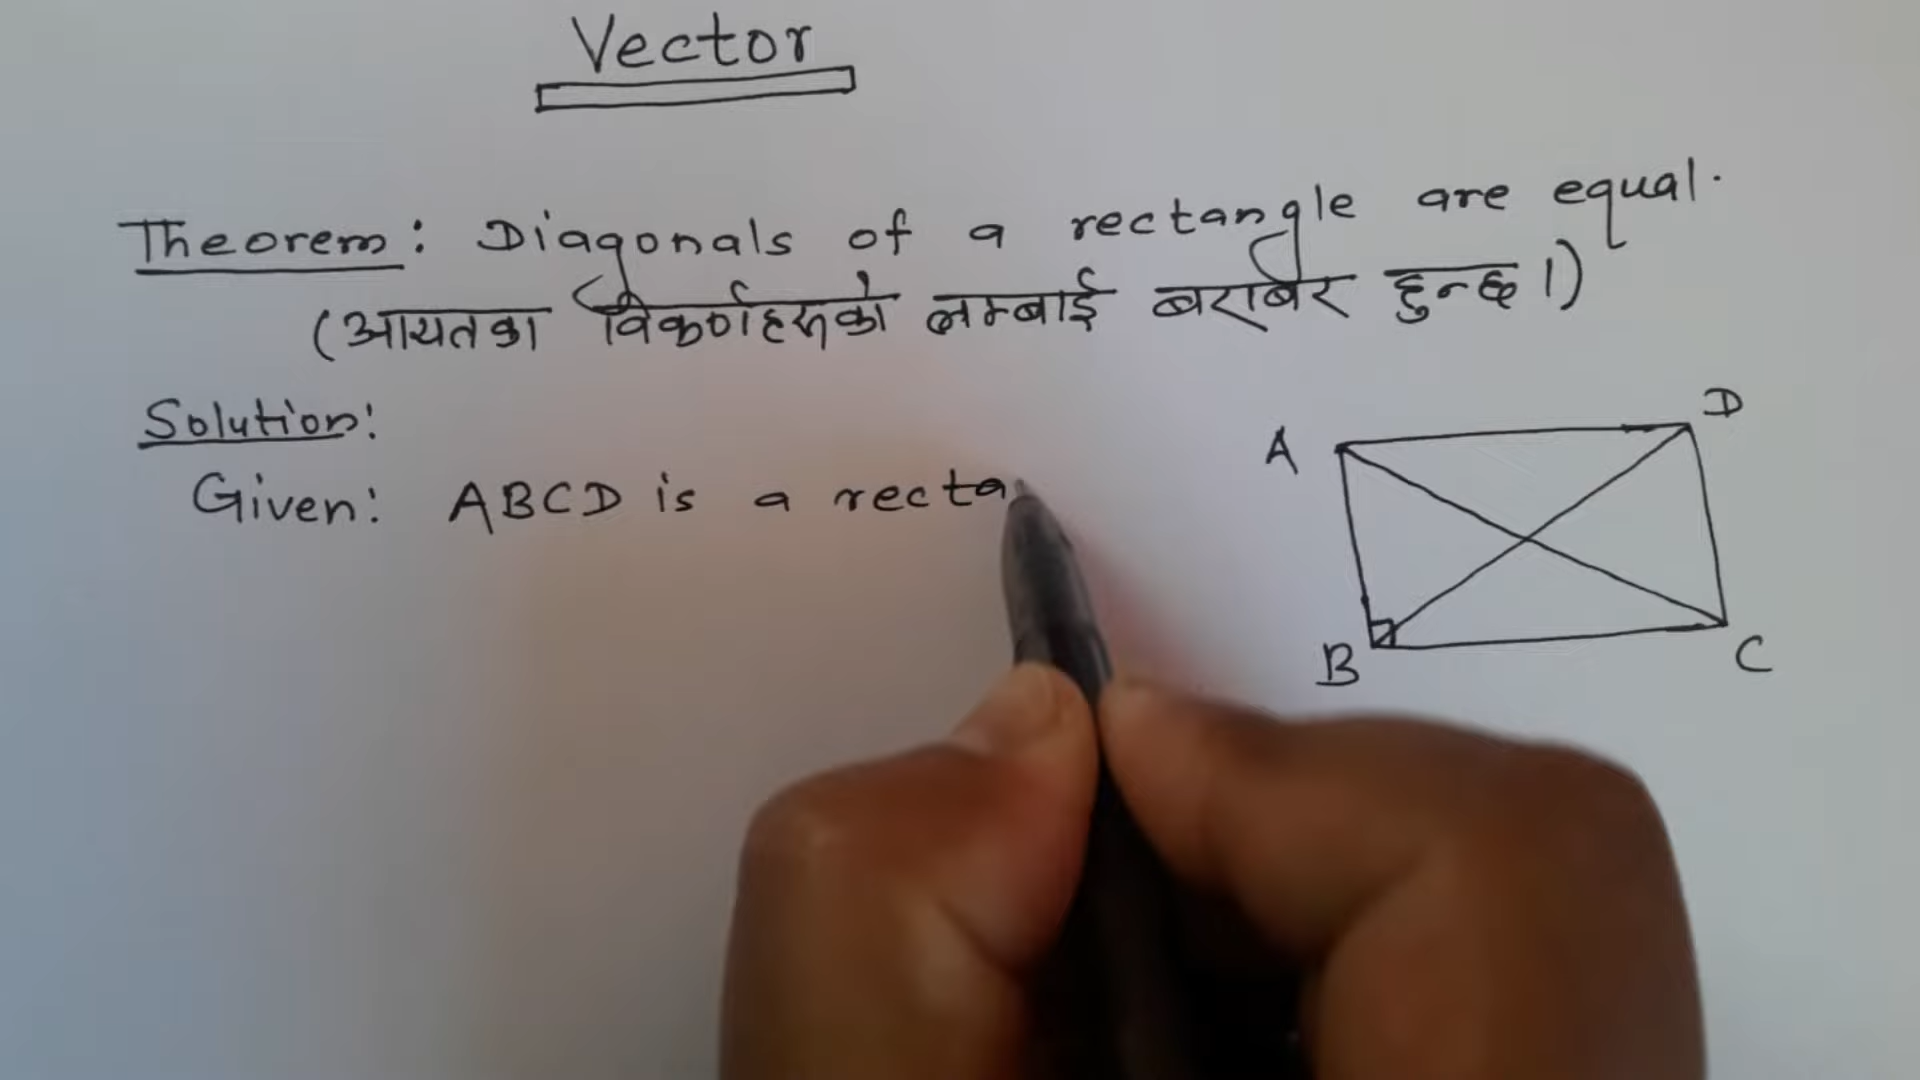 Vector
Theorem: Diagonals of a rectangle are equal.
(आयतका विकर्णहरूको लम्बाई बराबर हुन्छ ।)
Solution:
Given: ABCD is a recta
A
D
B
C